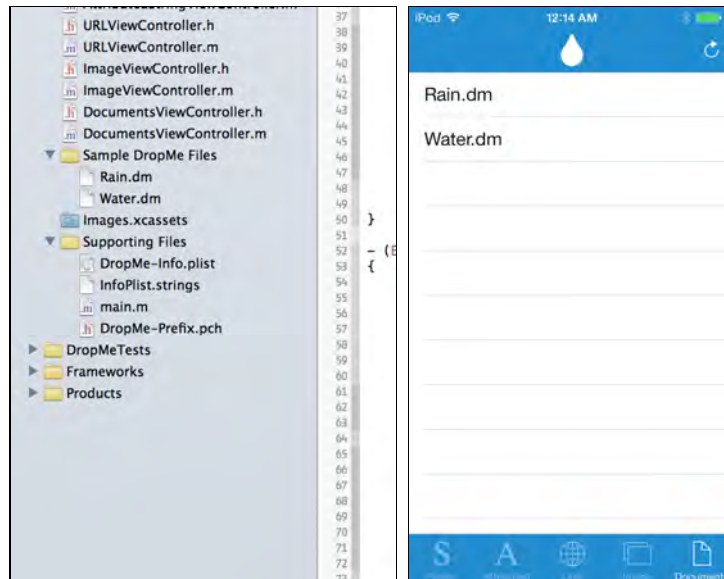 URLViewController.h
URLViewController.m
ImageViewController.h
ImageViewController.m
DocumentsViewController.h
DocumentsViewController.m
Sample DropMe Files
Rain.dm
Water.dm
Images.xcassets
Supporting Files
DropMe-Info.plist
InfoPlist.strings
main.m
DropMe-Prefix.pch
DropMeTests
Frameworks
Products
37
38
39
40
41
42
43
44
45
46
47
48
49
50 }
51
52 - (
53 {
54
55
56
57
58
59
60
61
62
63
64
65
66
67
68
69
70
71
72
iPod 12:14 AM
Rain.dm
Water.dm
S A